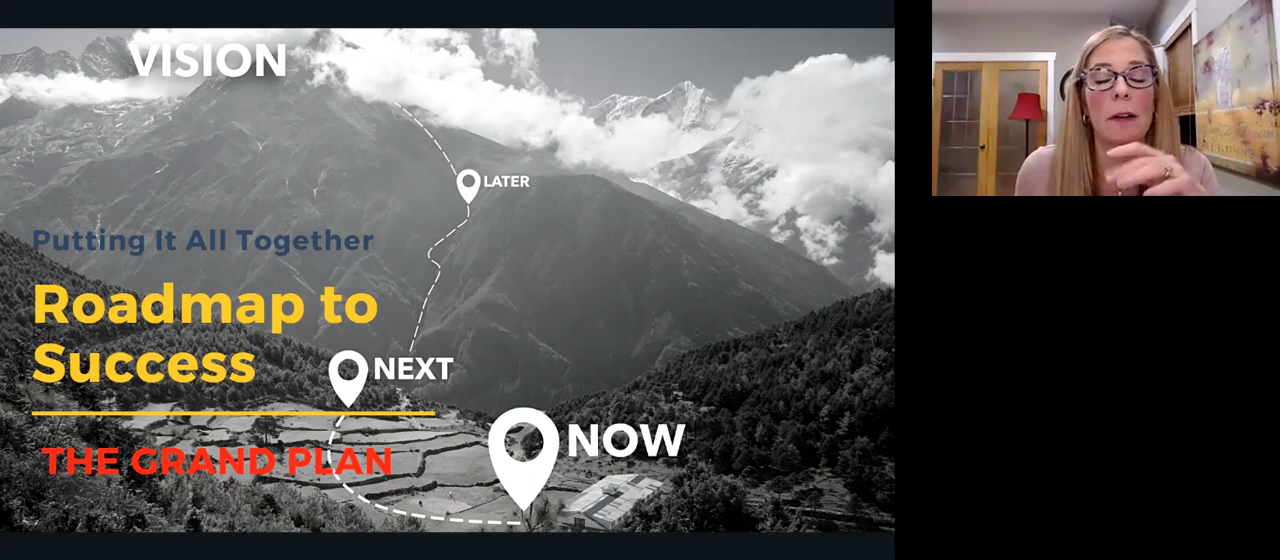 VISION
LATER
Putting It All Together
Roadmap to
Success
NEXT
NOW
THE GRAND PLAN